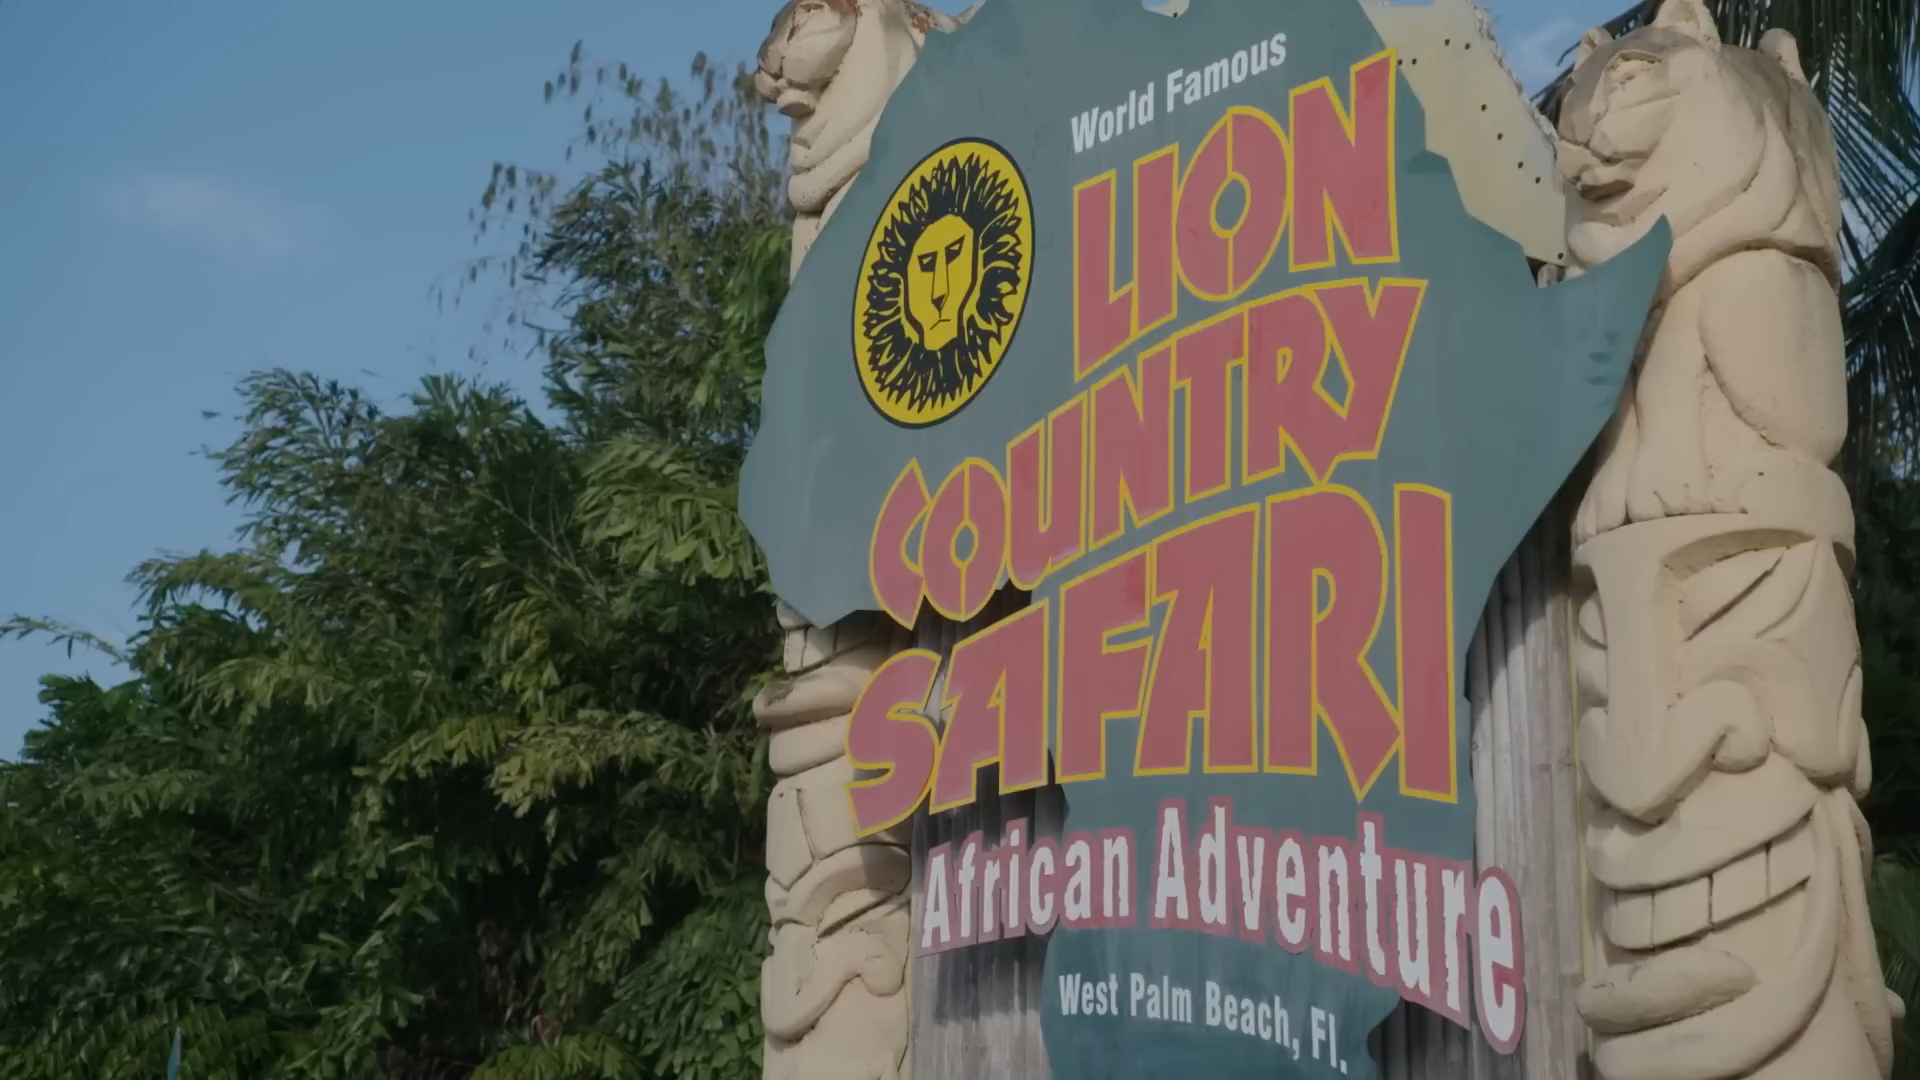 World Famous
LION
COUNTRY
SAFARI
African Adventure
West Palm Beach, Fl.